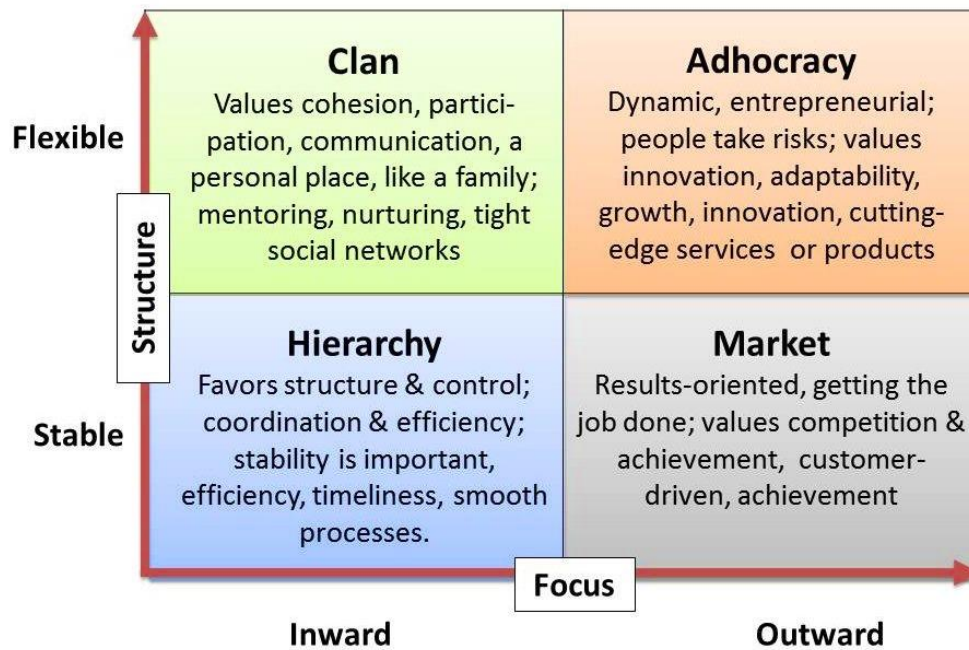 Clan
Values cohesion, partici-
pation, communication, a
personal place, like a family;
mentoring, nurturing, tight
social networks
Adhocracy
Dynamic, entrepreneurial;
people take risks; values
innovation, adaptability,
growth, innovation, cutting-
edge services or products
Flexible
Structure
Stable
Hierarchy
Favors structure & control;
coordination & efficiency;
stability is important,
efficiency, timeliness, smooth
processes.
Market
Results-oriented, getting the
job done; values competition &
achievement, customer-
driven, achievement
Focus
Inward
Outward